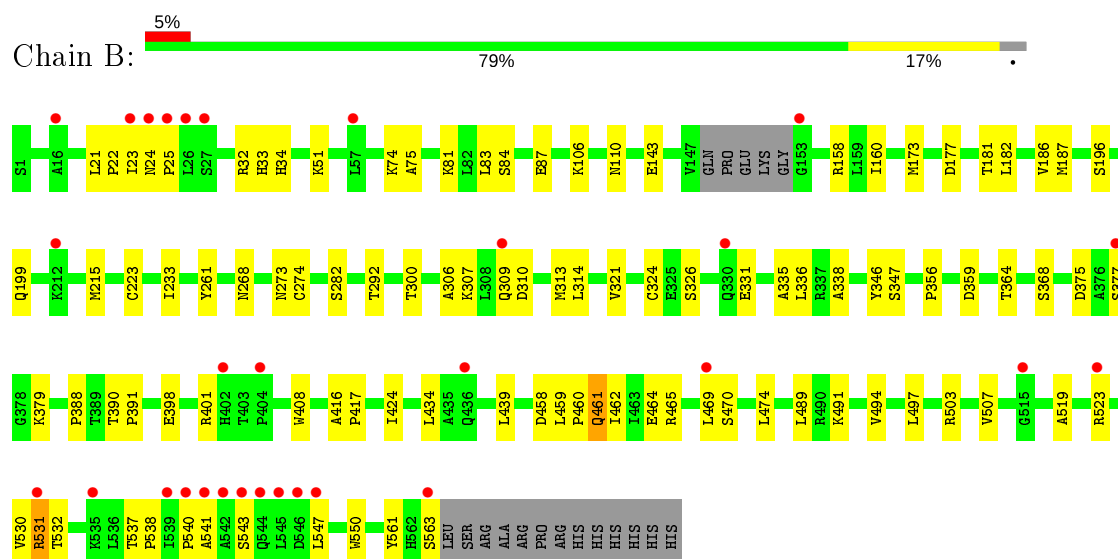 5%
Chain B:
79% 17% •
S1 A16 L21 P22 I23 N24 P25 L26 S27 R32 H33 H34 K51 L57 K74 A75 K81 L82 L83 S84 E87 K106 N110 E143 V147 GLN PRO GLU LYS GLY G153 R158 L159 I160 M173 D177 T181 L182 V186 M187 S196
Q199 K212 M215 C223 I233 Y261 N268 N273 C274 S282 T292 T300 A306 K307 L308 Q309 D310 M313 L314 V321 C324 E325 S326 Q330 E331 A335 L336 R337 A338 Y346 S347 P356 D359 T364 S368 D375 A376 S377
G378 K379 P388 T389 T390 P391 E398 R401 H402 T403 P404 W408 A416 P417 I424 L434 A435 Q436 L439 D458 L459 P460 Q461 I462 I463 E464 R465 L469 S470 L474 L489 R490 K491 V494 L497 R503 V507 G515 A519 R523
V530 R531 T532 K535 L536 T537 P538 I539 P540 A541 A542 S543 Q544 L545 D546 L547 W550 Y561 H562 S563 LEU SER ARG ALA ARG PRO ARG HIS HIS HIS HIS HIS HIS